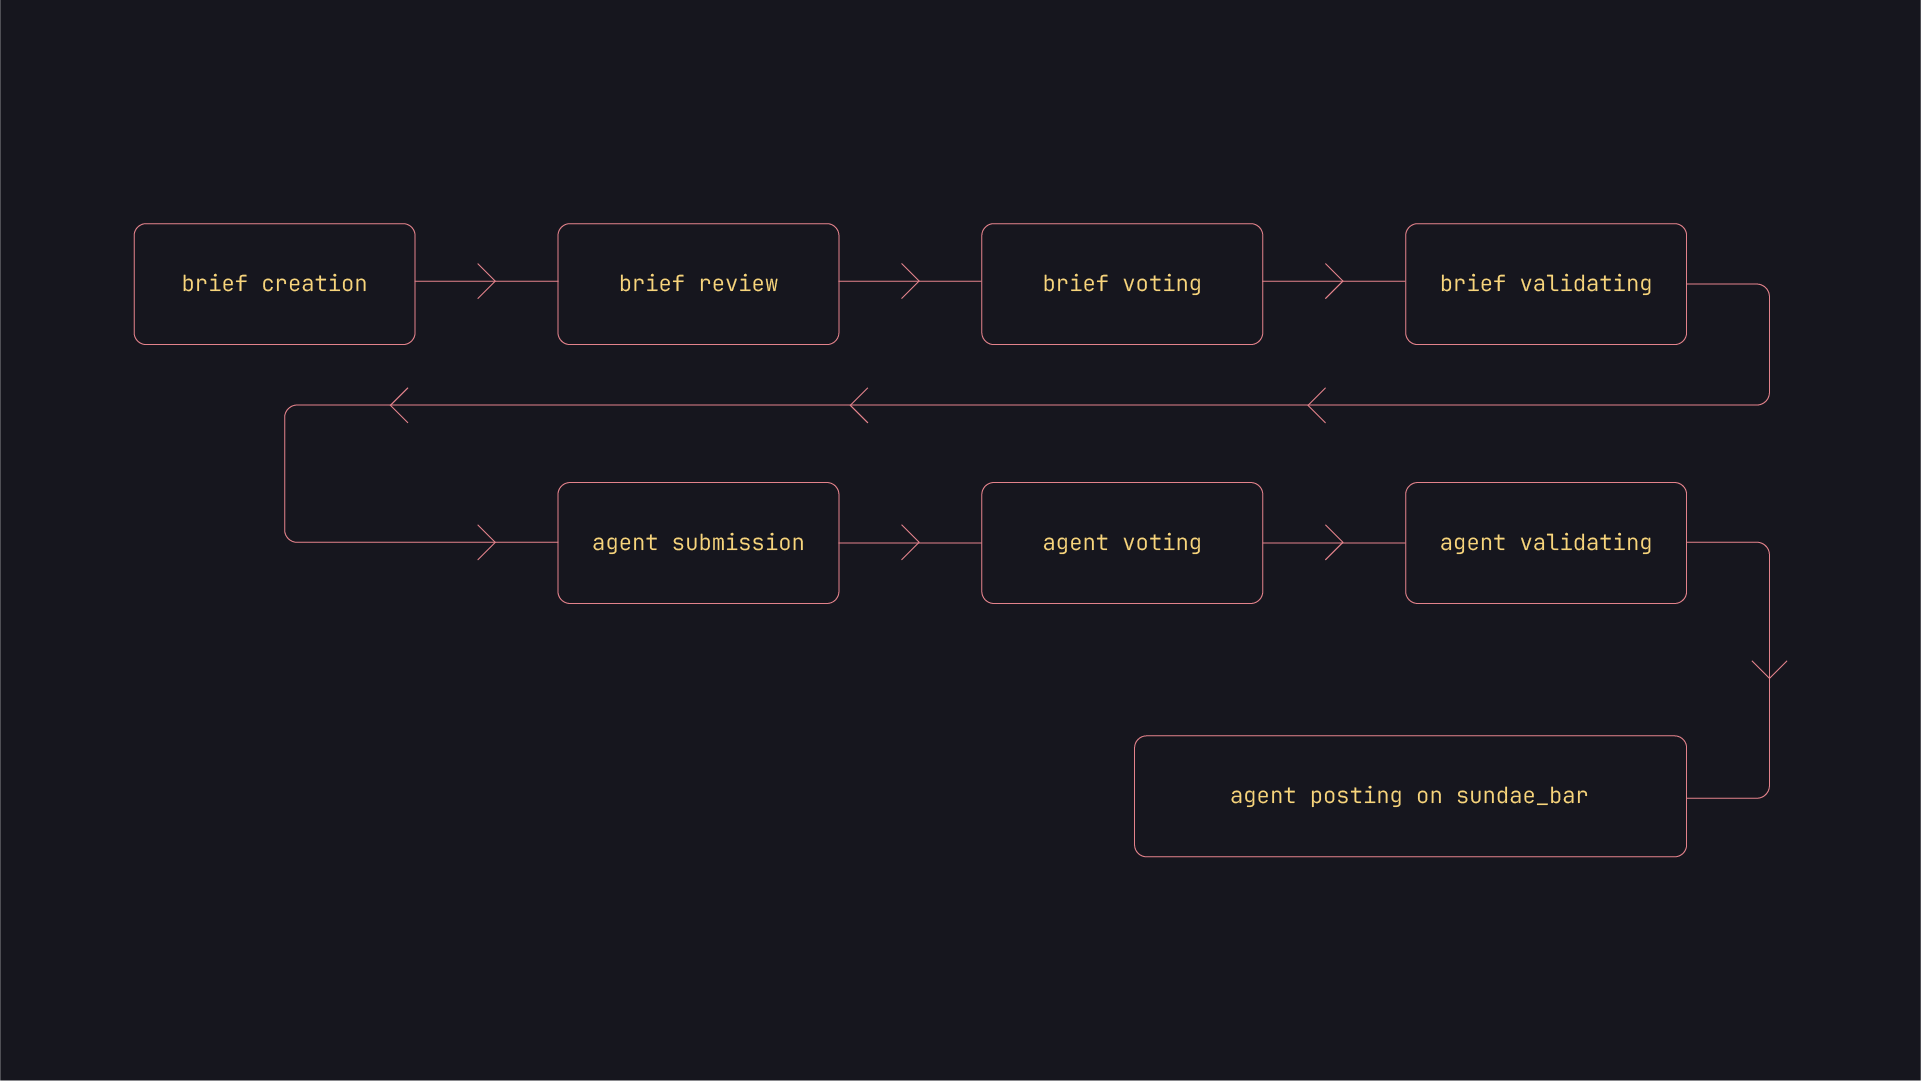 brief creation
brief review
brief voting
brief validating
agent submission
agent voting
agent validating
agent posting on sundae_bar